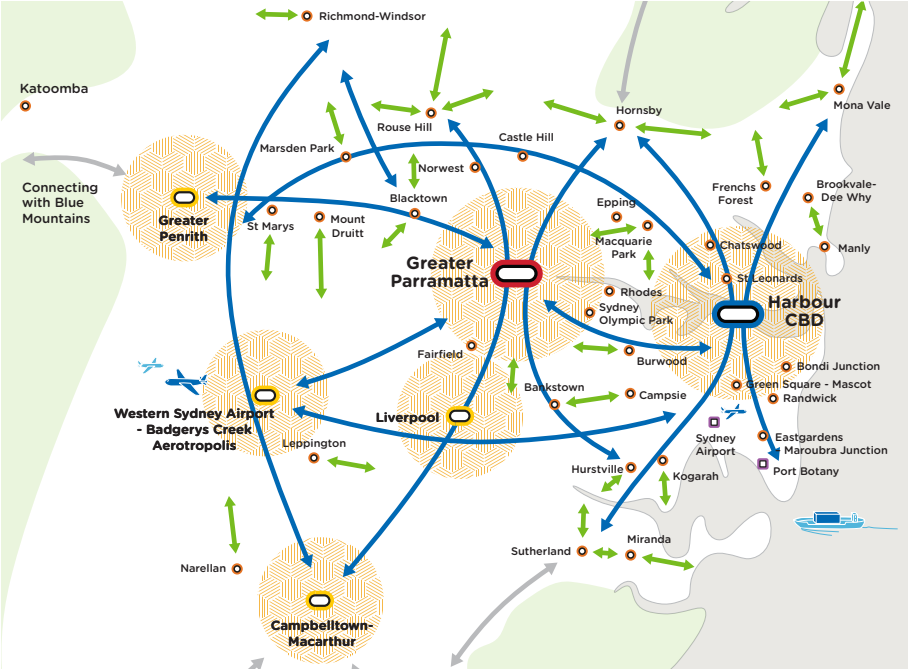 Richmond-Windsor
Katoomba
Mona Vale
Hornsby
Rouse Hill
Castle Hill
Marsden Park
Norwest
Connecting
with Blue
Mountains
Blacktown
Frenchs
Forest
Brookvale-
Dee Why
Greater
Penrith
St Marys
Mount
Druitt
Epping
Macquarie
Park
Chatswood
Manly
Greater
Parramatta
St Leonards
Rhodes
Sydney
Olympic Park
Harbour
CBD
Fairfield
Burwood
Bondi Junction
Green Square - Mascot
Randwick
Bankstown
Campsie
Western Sydney Airport
- Badgerys Creek
Aerotropolis
Liverpool
Leppington
Sydney
Airport
Eastgardens
- Maroubra Junction
Port Botany
Hurstville
Kogarah
Sutherland
Miranda
Narellan
Campbelltown-
Macarthur